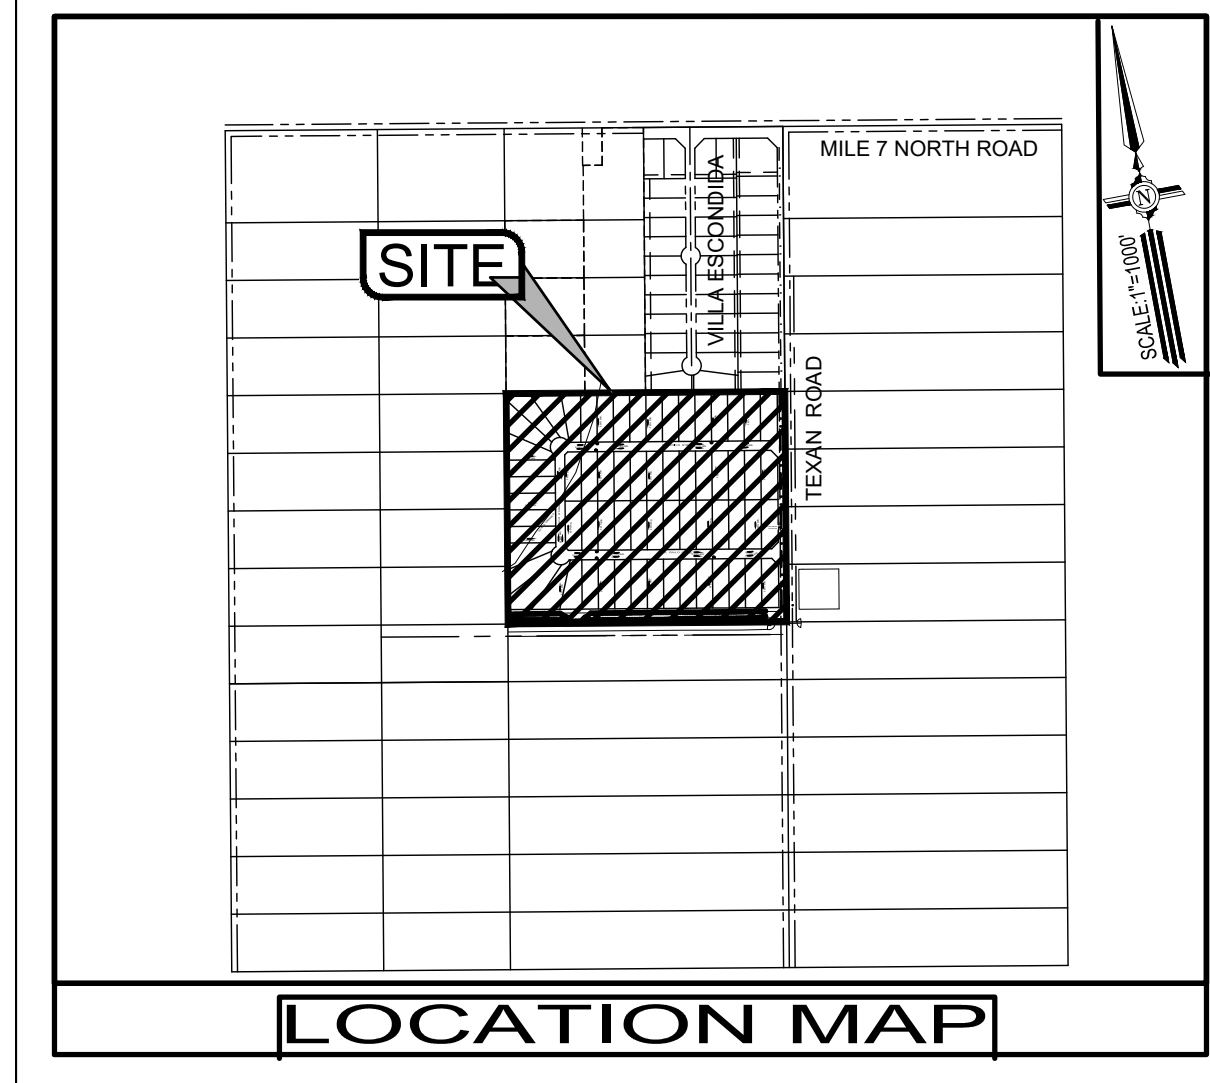 MILE 7 NORTH ROAD
N
SCALE:1"=1000'
VILLA ESCONDIDA
SITE
TEXAN ROAD
LOCATION MAP